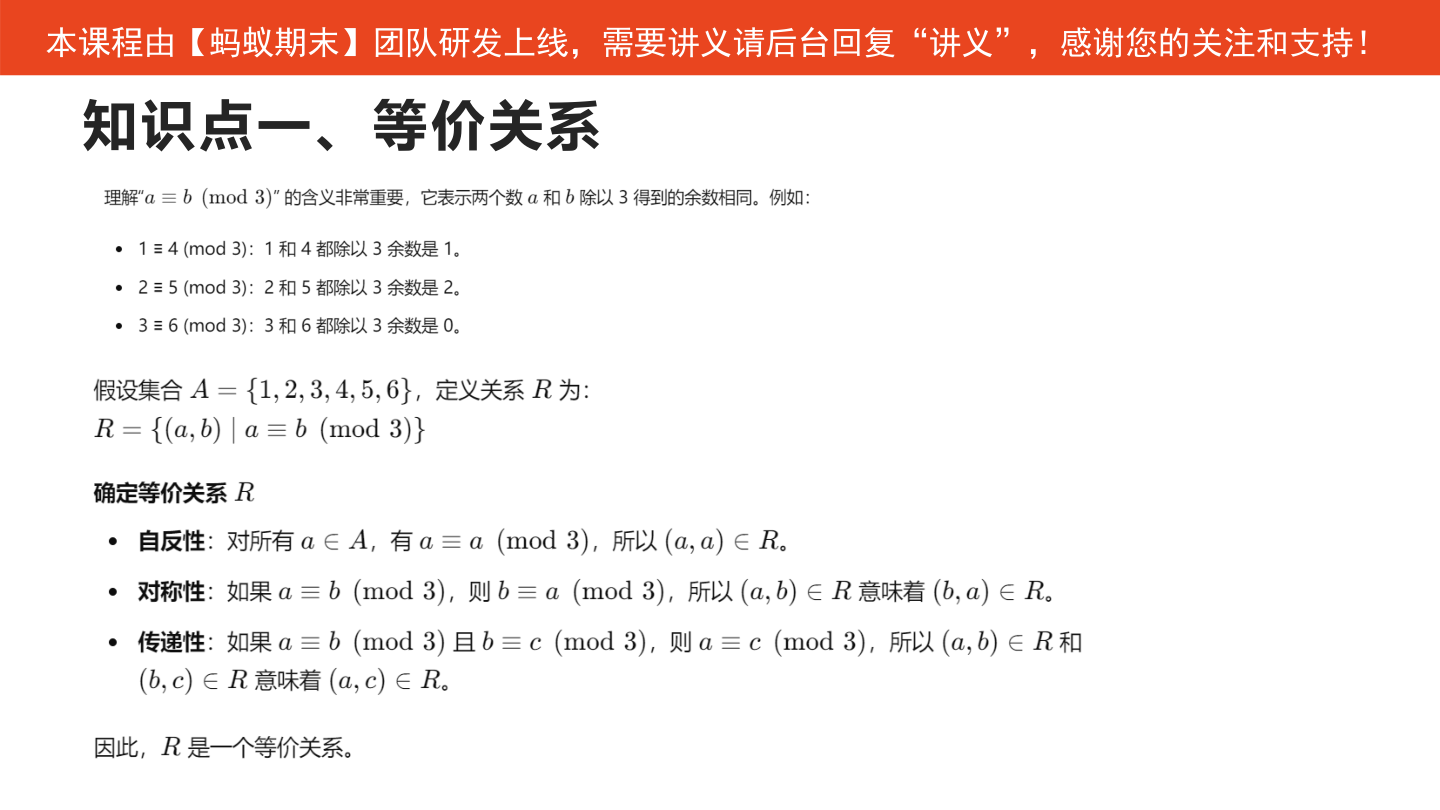 本课程由【蚂蚁期末】团队研发上线，需要讲义请后台回复“讲义”，感谢您的关注和支持！
知识点一、等价关系
理解“a ≡ b (mod 3)” 的含义非常重要，它表示两个数 a 和 b 除以 3 得到的余数相同。例如：
• 1 ≡ 4 (mod 3)：1 和 4 都除以 3 余数是 1。
• 2 ≡ 5 (mod 3)：2 和 5 都除以 3 余数是 2。
• 3 ≡ 6 (mod 3)：3 和 6 都除以 3 余数是 0。
假设集合 A = {1, 2, 3, 4, 5, 6}，定义关系 R 为：
R = {(a, b) | a ≡ b (mod 3)}
确定等价关系 R
• 自反性：对所有 a ∈ A，有 a ≡ a (mod 3)，所以 (a, a) ∈ R。
• 对称性：如果 a ≡ b (mod 3)，则 b ≡ a (mod 3)，所以 (a, b) ∈ R 意味着 (b, a) ∈ R。
• 传递性：如果 a ≡ b (mod 3) 且 b ≡ c (mod 3)，则 a ≡ c (mod 3)，所以 (a, b) ∈ R 和
(b, c) ∈ R 意味着 (a, c) ∈ R。
因此，R 是一个等价关系。